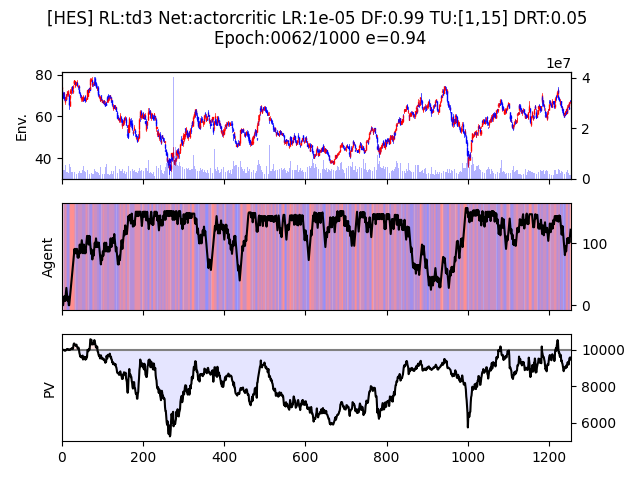 [HES] RL:td3 Net:actorcritic LR:1e-05 DF:0.99 TU:[1,15] DRT:0.05
Epoch:0062/1000 e=0.94
1e7
80
60
40
Env.
4
2
0
Agent
100
0
PV
10000
8000
6000
0 200 400 600 800 1000 1200